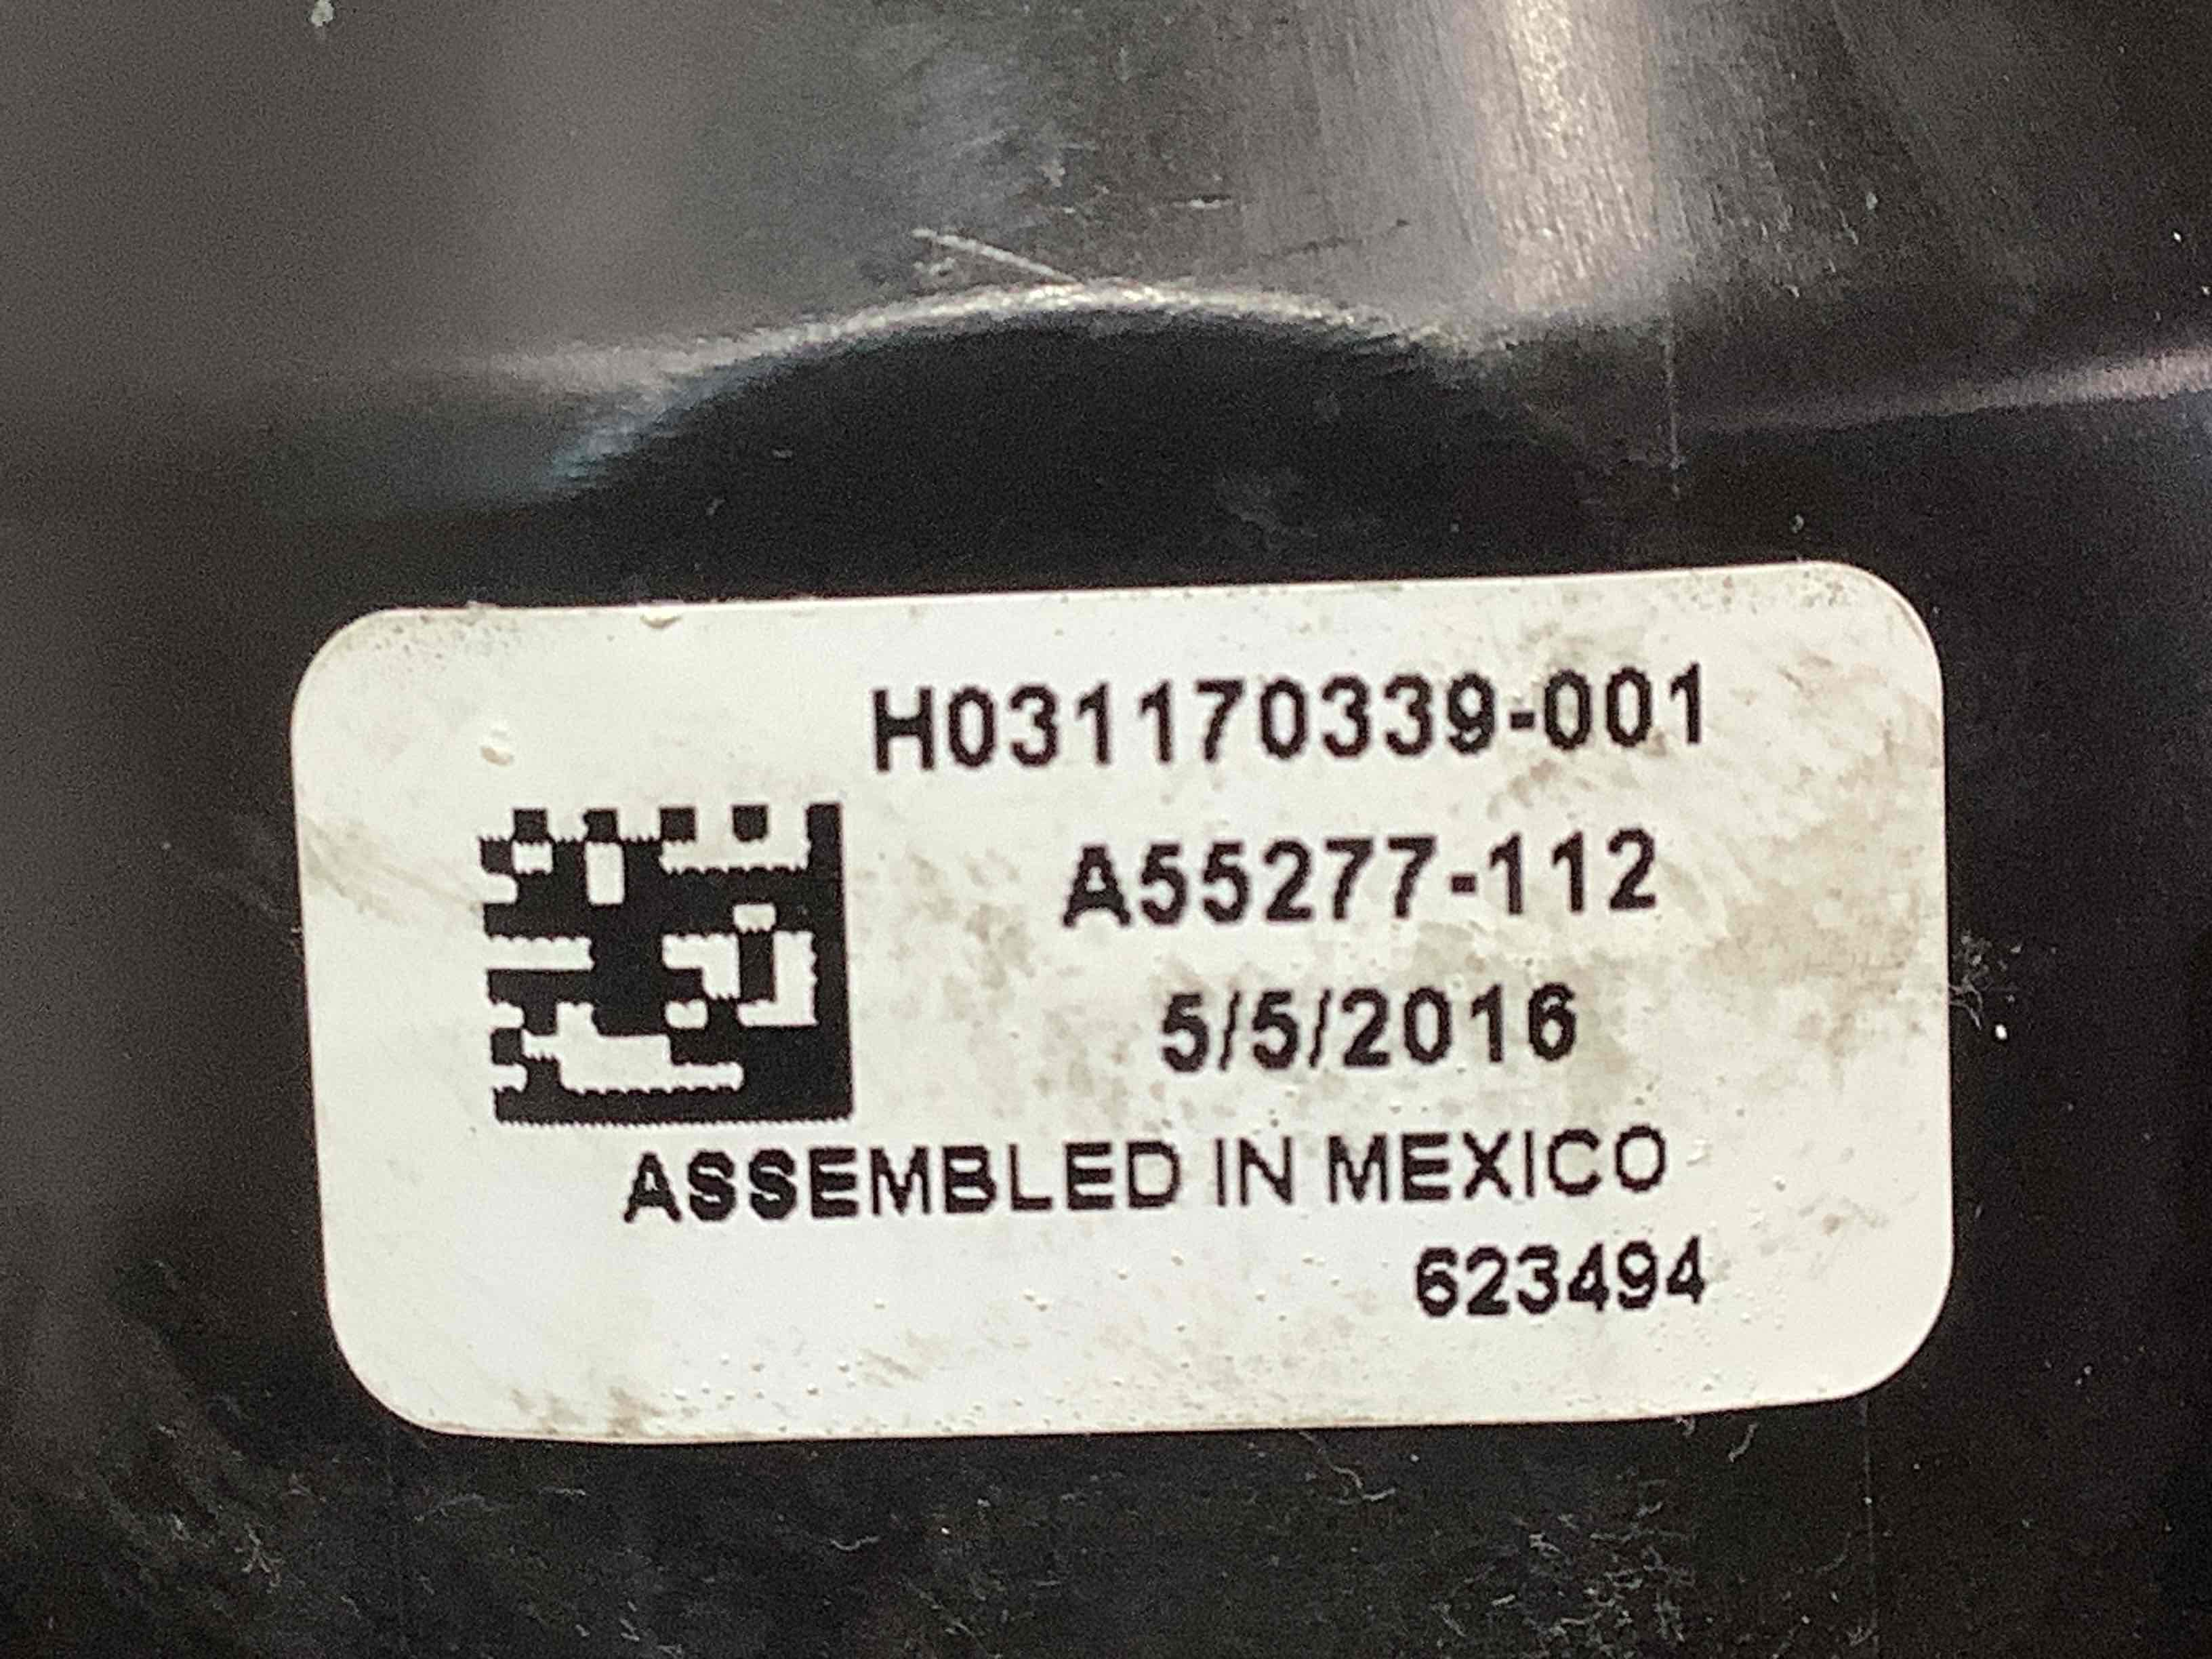 H031170339-001
A55277-112
5/5/2016
ASSEMBLED IN MEXICO
623494